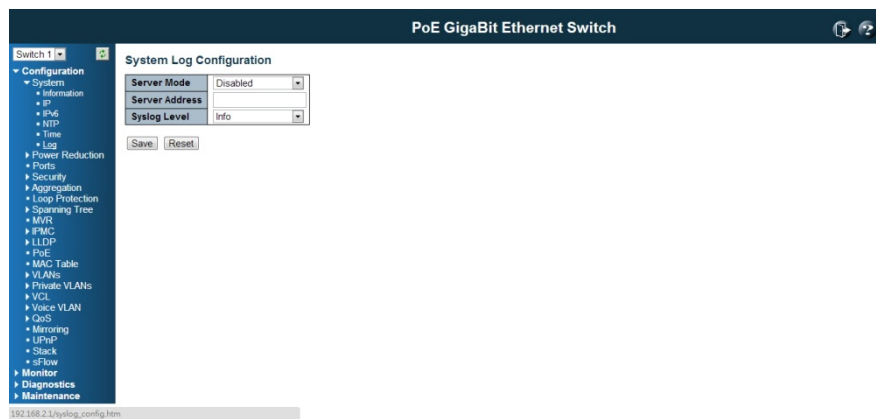 PoE GigaBit Ethernet Switch
Switch 1
Configuration
System
Information
IP
IPv6
NTP
Time
Log
Power Reduction
Ports
Security
Aggregation
Loop Protection
Spanning Tree
MVR
IPMC
LLDP
PoE
MAC Table
VLANs
Private VLANs
VCL
Voice VLAN
QoS
Mirroring
UPnP
Stack
sFlow
Monitor
Diagnostics
Maintenance
System Log Configuration
Server Mode Disabled
Server Address
Syslog Level Info
Save Reset
192.168.2.1/syslog_config.htm